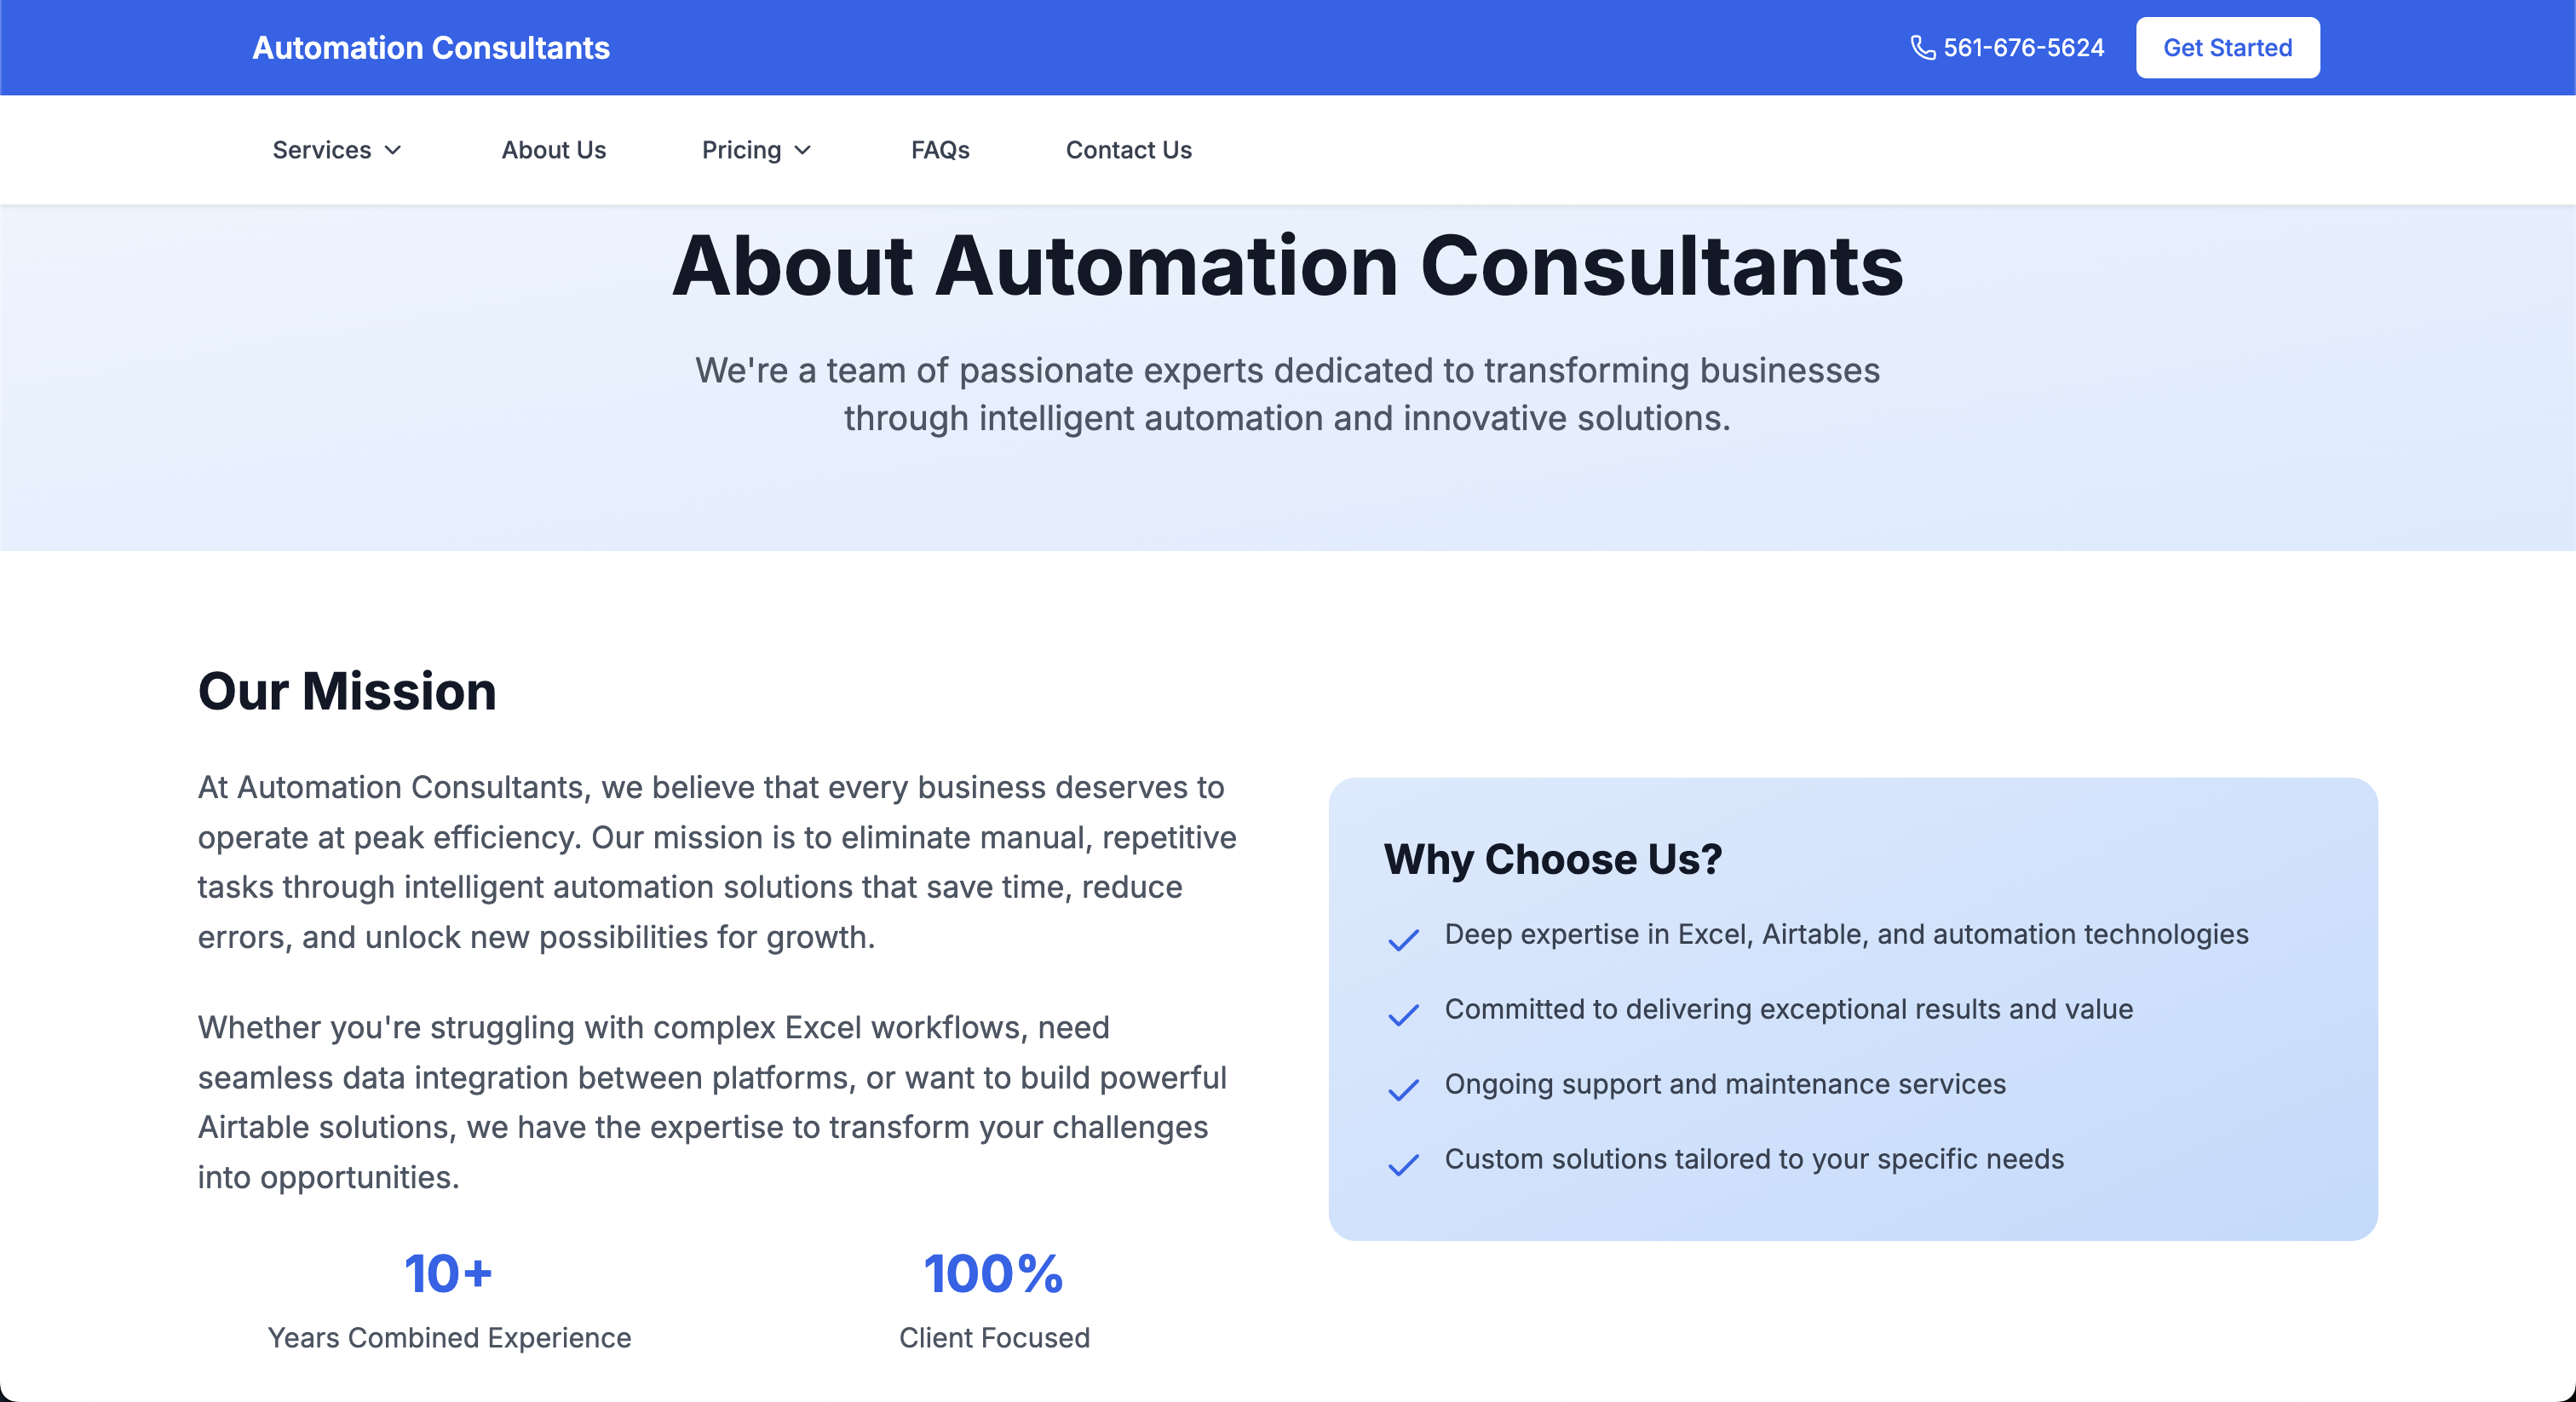 Automation Consultants
561-676-5624
Get Started
Services
About Us
Pricing
FAQs
Contact Us
About Automation Consultants
We're a team of passionate experts dedicated to transforming businesses
through intelligent automation and innovative solutions.
Our Mission
At Automation Consultants, we believe that every business deserves to
operate at peak efficiency. Our mission is to eliminate manual, repetitive
tasks through intelligent automation solutions that save time, reduce
errors, and unlock new possibilities for growth.
Whether you're struggling with complex Excel workflows, need
seamless data integration between platforms, or want to build powerful
Airtable solutions, we have the expertise to transform your challenges
into opportunities.
10+
Years Combined Experience
100%
Client Focused
Why Choose Us?
Deep expertise in Excel, Airtable, and automation technologies
Committed to delivering exceptional results and value
Ongoing support and maintenance services
Custom solutions tailored to your specific needs